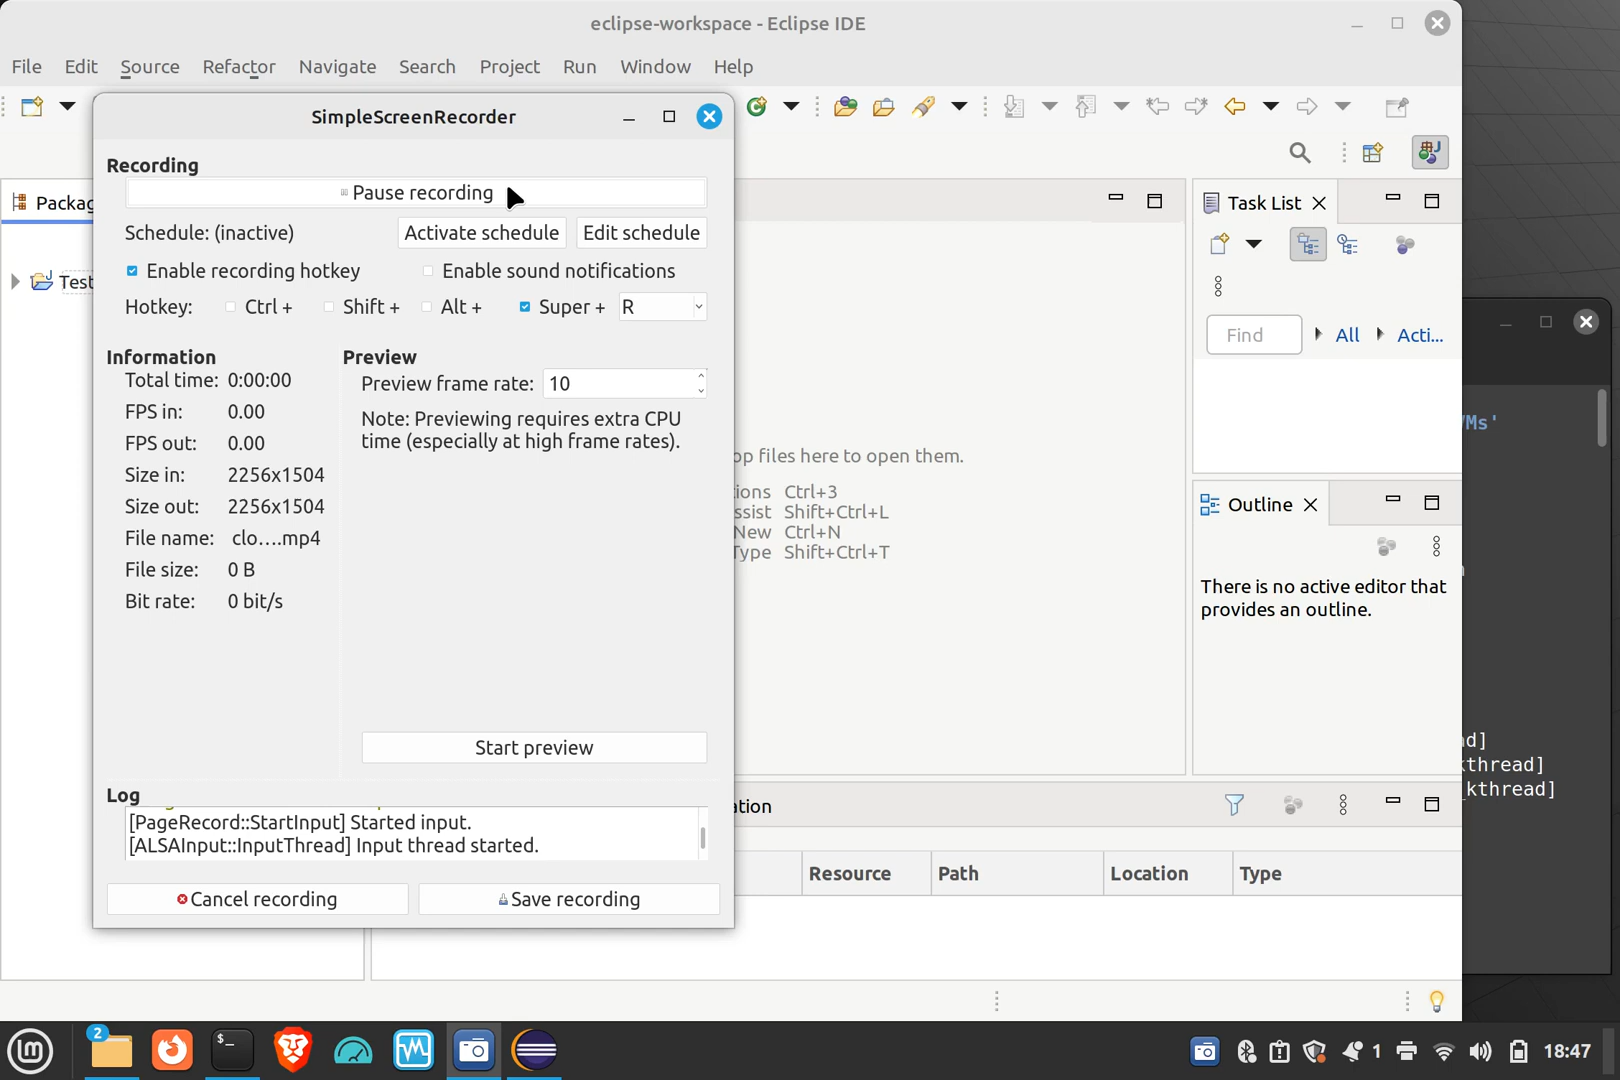 eclipse-workspace - Eclipse IDE
File Edit Source Refactor Navigate Search Project Run Window Help
SimpleScreenRecorder
Recording
Pause recording
Schedule: (inactive) Activate schedule Edit schedule
Enable recording hotkey Enable sound notifications
Hotkey: Ctrl + Shift + Alt + Super + R
Information
Total time: 0:00:00
FPS in: 0.00
FPS out: 0.00
Size in: 2256x1504
Size out: 2256x1504
File name: clo....mp4
File size: 0 B
Bit rate: 0 bit/s
Preview
Preview frame rate: 10
Note: Previewing requires extra CPU
time (especially at high frame rates).
Start preview
Log
[PageRecord::StartInput] Started input.
[ALSAInput::InputThread] Input thread started.
Cancel recording Save recording
Packag
Test
op files here to open them.
ions Ctrl+3
ssist Shift+Ctrl+L
New Ctrl+N
Type Shift+Ctrl+T
Task List
Find All Acti...
Outline
There is no active editor that
provides an outline.
ation
Resource Path Location Type
VMs'
ad]
kthread]
_kthread]
2
$_
1
18:47